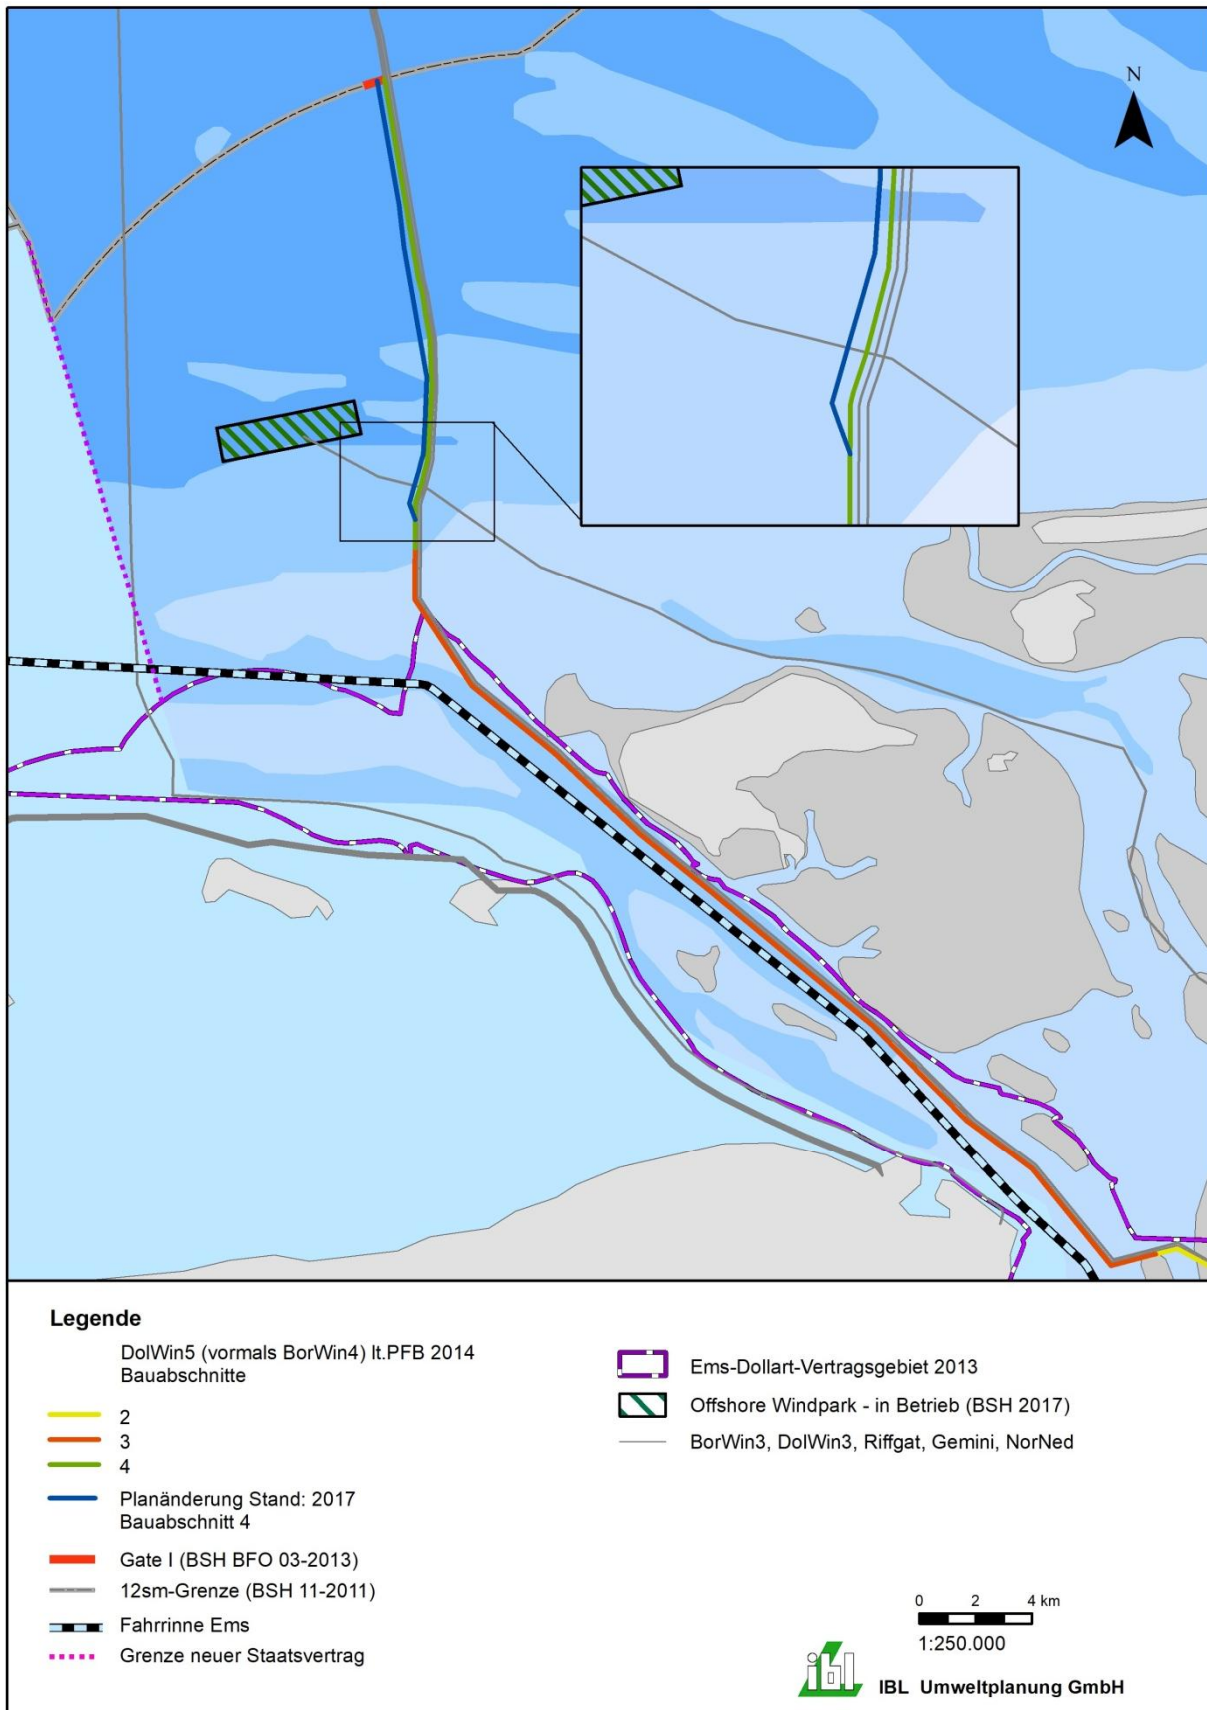 N
Legende
DolWin5 (vormals BorWin4) lt.PFB 2014
Bauabschnitte
2
3
4
Planänderung Stand: 2017
Bauabschnitt 4
Gate I (BSH BFO 03-2013)
12sm-Grenze (BSH 11-2011)
Fahrrinne Ems
Grenze neuer Staatsvertrag
Ems-Dollart-Vertragsgebiet 2013
Offshore Windpark - in Betrieb (BSH 2017)
BorWin3, DolWin3, Riffgat, Gemini, NorNed
0 2 4 km
1:250.000
ibl IBL Umweltplanung GmbH